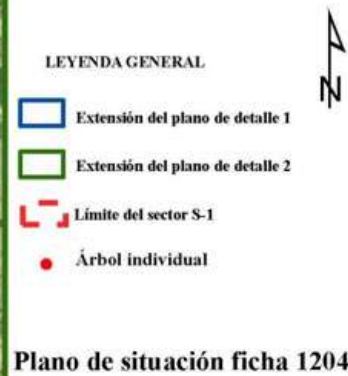 N
LEYENDA GENERAL
Extensión del plano de detalle 1
Extensión del plano de detalle 2
Límite del sector S-1
Árbol individual
Plano de situación ficha 1204